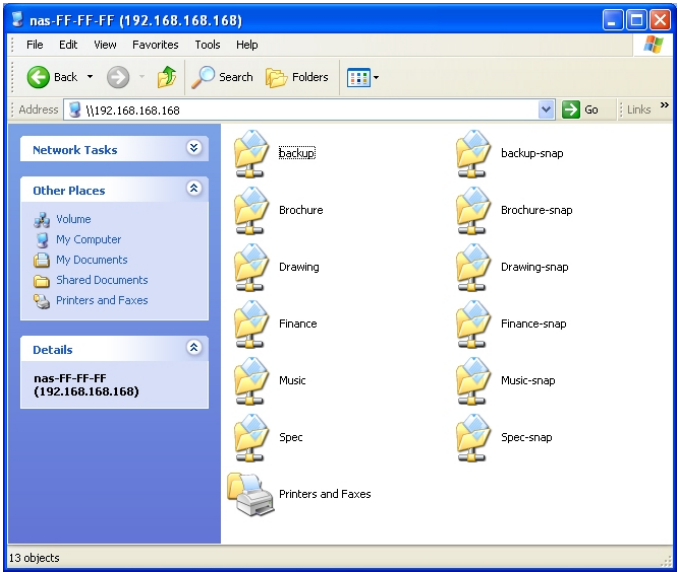 nas-FF-FF-FF (192.168.168.168)
File Edit View Favorites Tools Help
Back Search Folders
Address \\192.168.168.168 Go Links »
Network Tasks
Other Places
Volume
My Computer
My Documents
Shared Documents
Printers and Faxes
Details
nas-FF-FF-FF
(192.168.168.168)
backup backup-snap
Brochure Brochure-snap
Drawing Drawing-snap
Finance Finance-snap
Music Music-snap
Spec Spec-snap
Printers and Faxes
13 objects